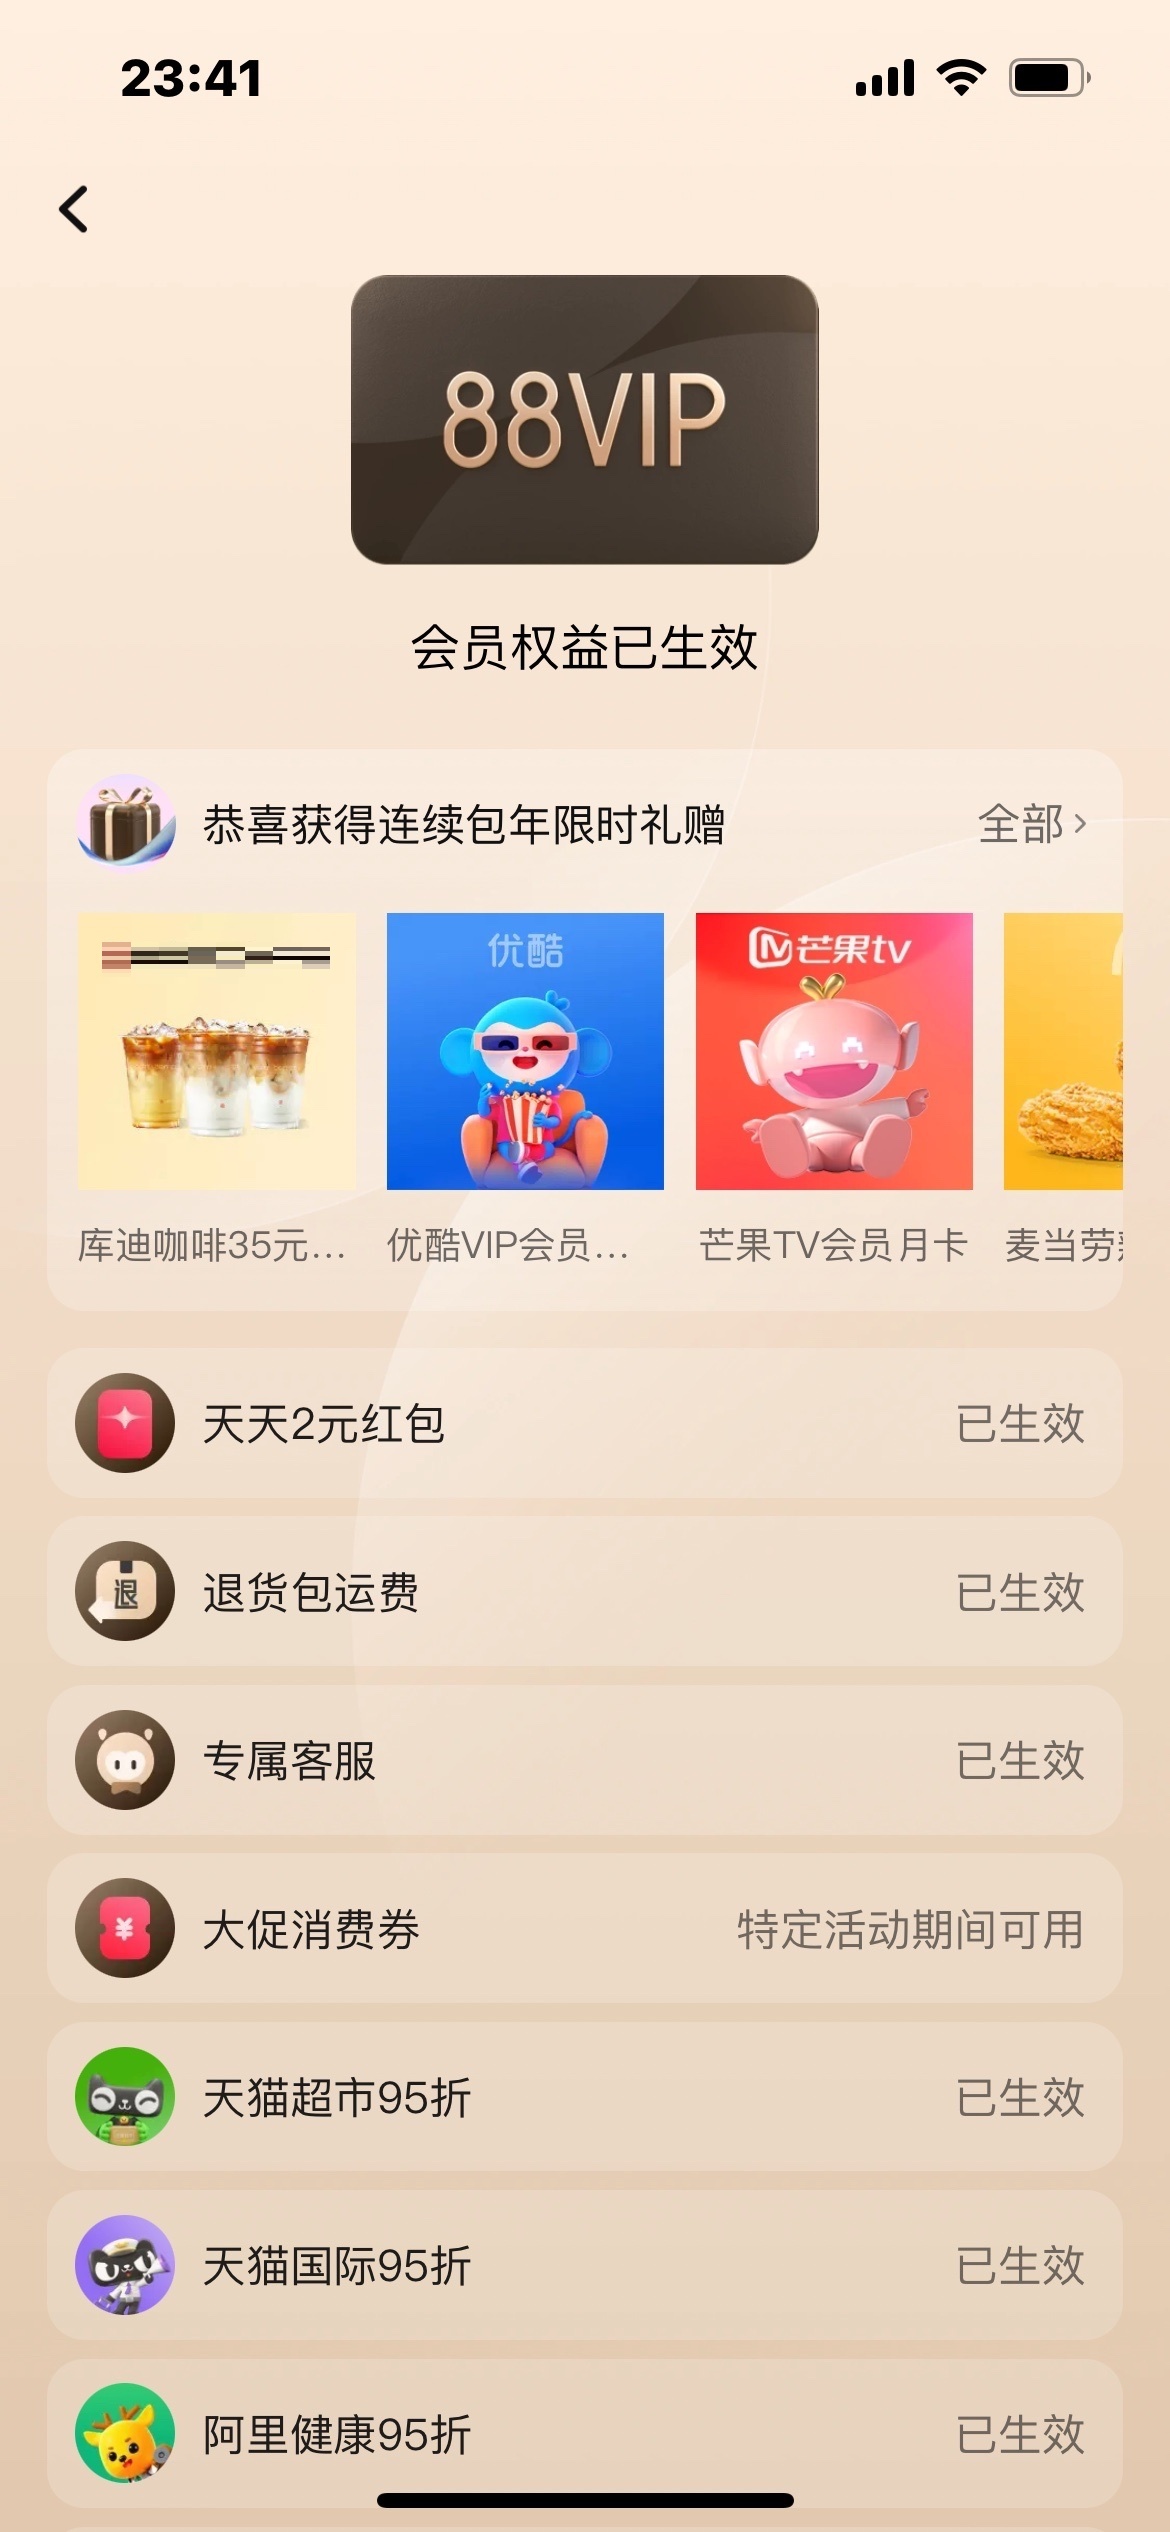 23:41
88VIP
会员权益已生效
恭喜获得连续包年限时礼赠
全部
优酷
芒果tv
库迪咖啡35元...
优酷VIP会员...
芒果TV会员月卡
麦当劳
天天2元红包
已生效
退
退货包运费
已生效
专属客服
已生效
¥
大促消费券
特定活动期间可用
天猫超市95折
已生效
天猫国际95折
已生效
阿里健康95折
已生效